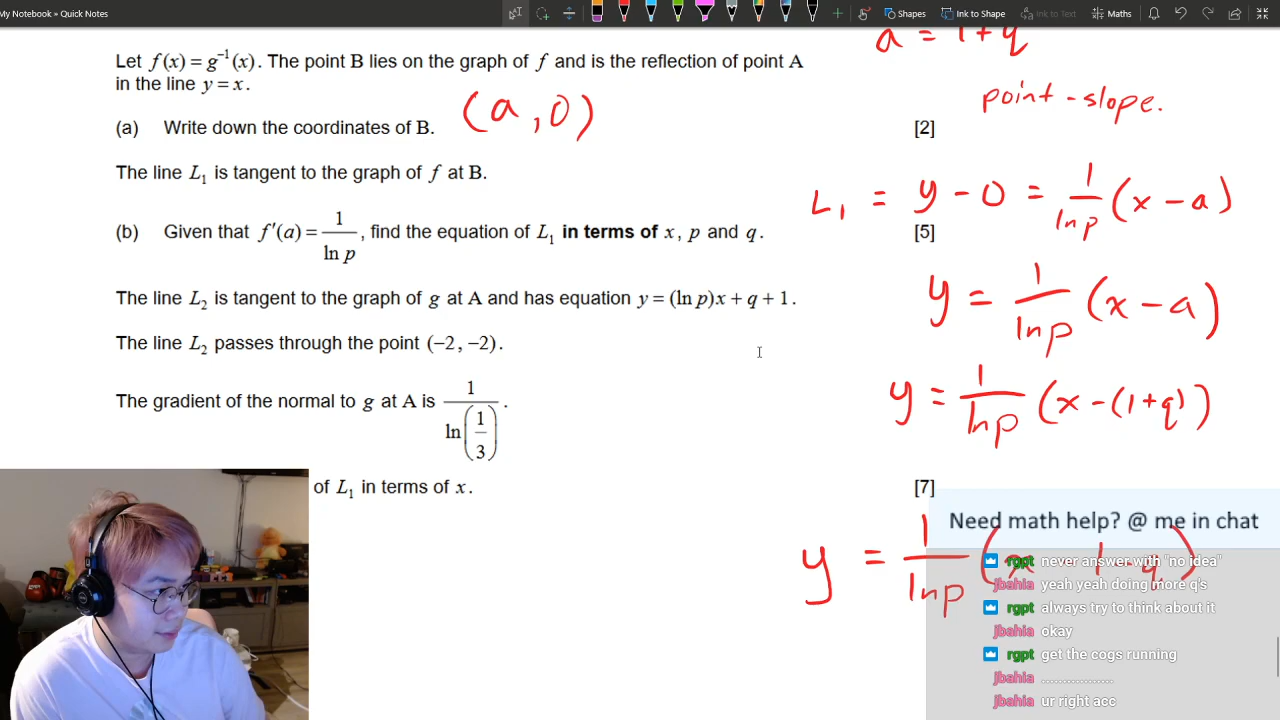 My Notebook » Quick Notes
Shapes
Ink to Shape
Ink to Text
Maths
a = 1 + q
Let f(x) = g⁻¹(x). The point B lies on the graph of f and is the reflection of point A
in the line y = x.
point - slope.
(a, 0)
(a) Write down the coordinates of B. [2]
The line L₁ is tangent to the graph of f at B.
L₁ = y - 0 = 1/ln p (x - a)
(b) Given that f′(a) = 1/ln p, find the equation of L₁ in terms of x, p and q. [5]
The line L₂ is tangent to the graph of g at A and has equation y = (ln p)x + q + 1.
y = 1/ln p (x - a)
The line L₂ passes through the point (−2, −2).
The gradient of the normal to g at A is 1/ln(1/3).
y = 1/ln p (x - (1 + q))
of L₁ in terms of x. [7]
Need math help? @ me in chat
y = 1/ln p (x - 1 - q)
rgpt never answer with "no idea"
jbahia yeah yeah doing more q's
rgpt always try to think about it
jbahia okay
rgpt get the cogs running
jbahia .................
jbahia ur right acc